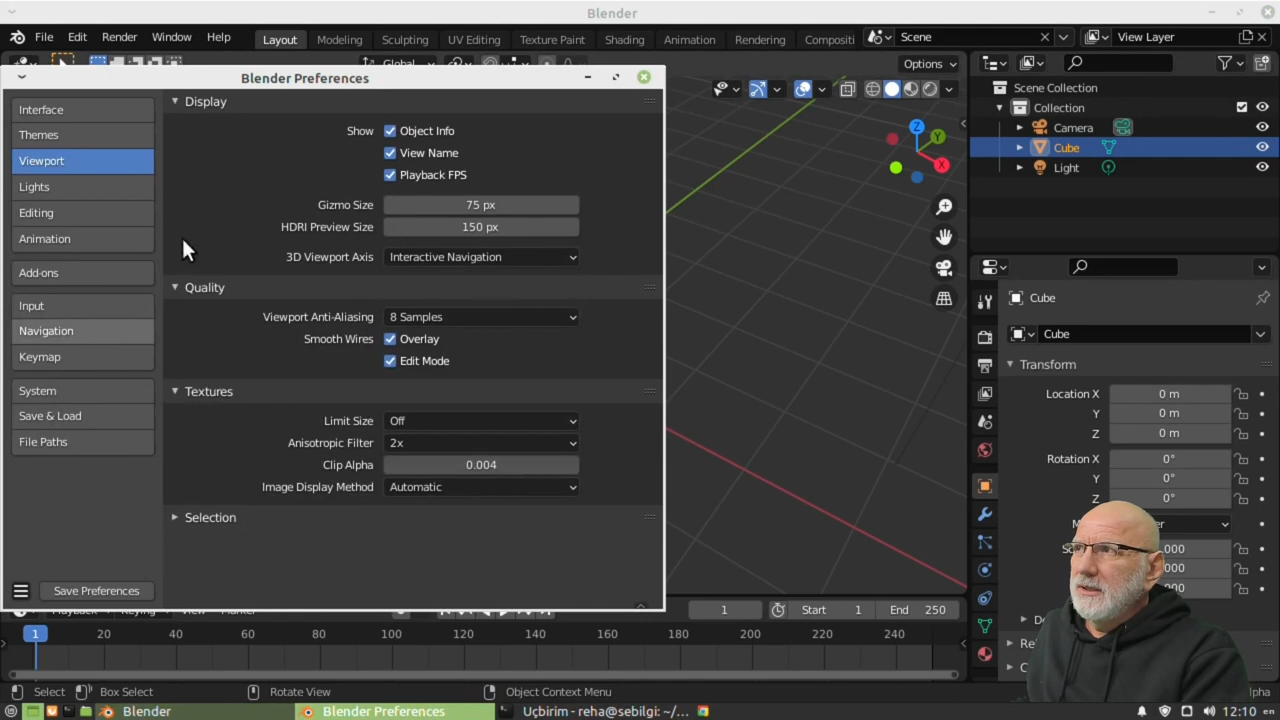 Blender
File Edit Render Window Help Layout Modeling Sculpting UV Editing Texture Paint Shading Animation Rendering Compositi Scene View Layer
Global Options
Blender Preferences
Interface
Themes
Viewport
Lights
Editing
Animation
Add-ons
Input
Navigation
Keymap
System
Save & Load
File Paths
Save Preferences
Display
Show Object Info
View Name
Playback FPS
Gizmo Size 75 px
HDRI Preview Size 150 px
3D Viewport Axis Interactive Navigation
Quality
Viewport Anti-Aliasing 8 Samples
Smooth Wires Overlay
Edit Mode
Textures
Limit Size Off
Anisotropic Filter 2x
Clip Alpha 0.004
Image Display Method Automatic
Selection
Z
Y
X
Scene Collection
Collection
Camera
Cube
Light
Cube
Cube
Transform
Location X 0 m
Y 0 m
Z 0 m
Rotation X 0°
Y 0°
Z 0°
Playback Keying View Marker 1 Start 1 End 250
1 20 40 60 80 100 120 140 160 180 200 220 240
Select Box Select Rotate View Object Context Menu
Blender Blender Preferences Uçbirim - reha@sebilgi: ~/... 12:10 en